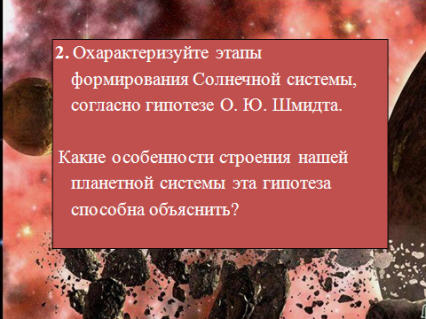 2. Охарактеризуйте этапы
формирования Солнечной системы,
согласно гипотезе О. Ю. Шмидта.
Какие особенности строения нашей
планетной системы эта гипотеза
способна объяснить?